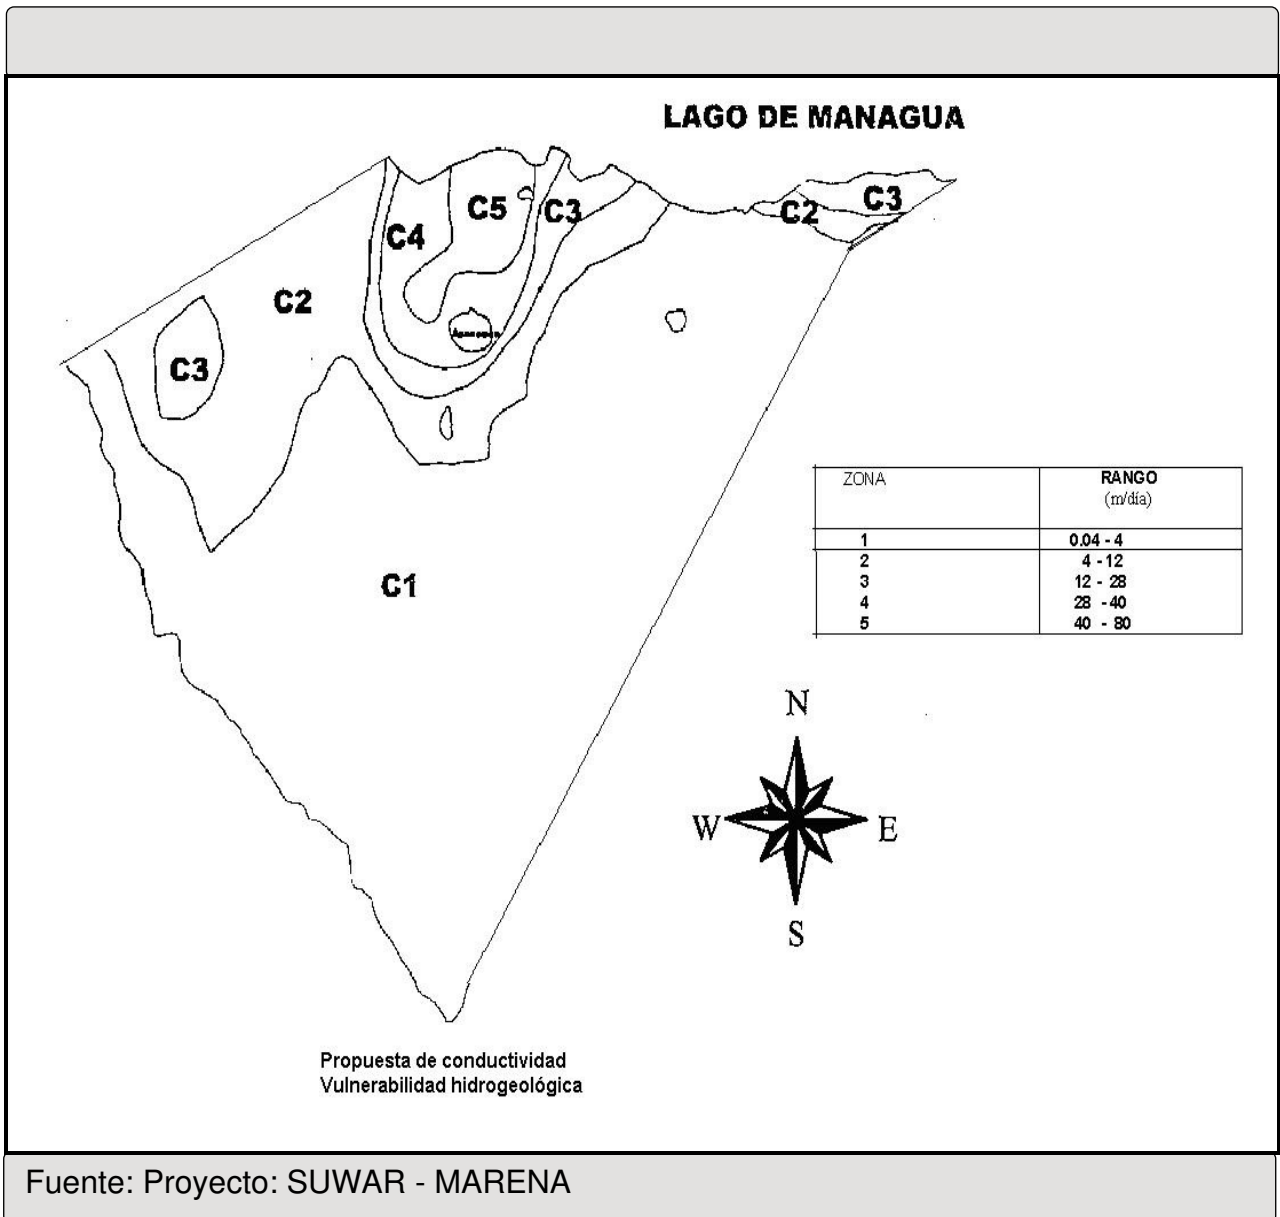 LAGO DE MANAGUA
C5
C3
C4
C2
C3
C2
C3
C1
ZONA RANGO
(m/día)
1 0.04 - 4
2 4 -12
3 12 - 28
4 28 -40
5 40 - 80
N
W E
S
Propuesta de conductividad
Vulnerabilidad hidrogeológica
Fuente: Proyecto: SUWAR - MARENA